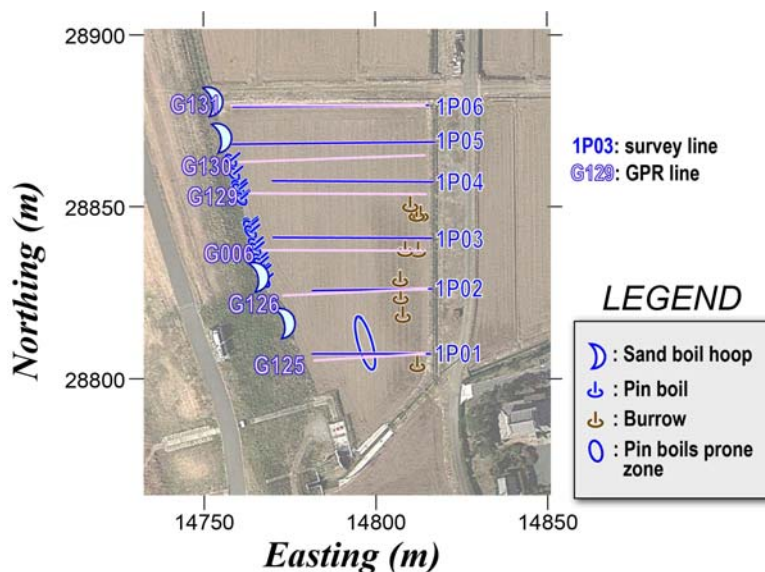 28900
28850
28800
Northing (m)
14750
14800
14850
Easting (m)
G131
G130
G129
G006
G126
G125
1P06
1P05
1P04
1P03
1P02
1P01
1P03: survey line
G129: GPR line
LEGEND
: Sand boil hoop
: Pin boil
: Burrow
: Pin boils prone
zone